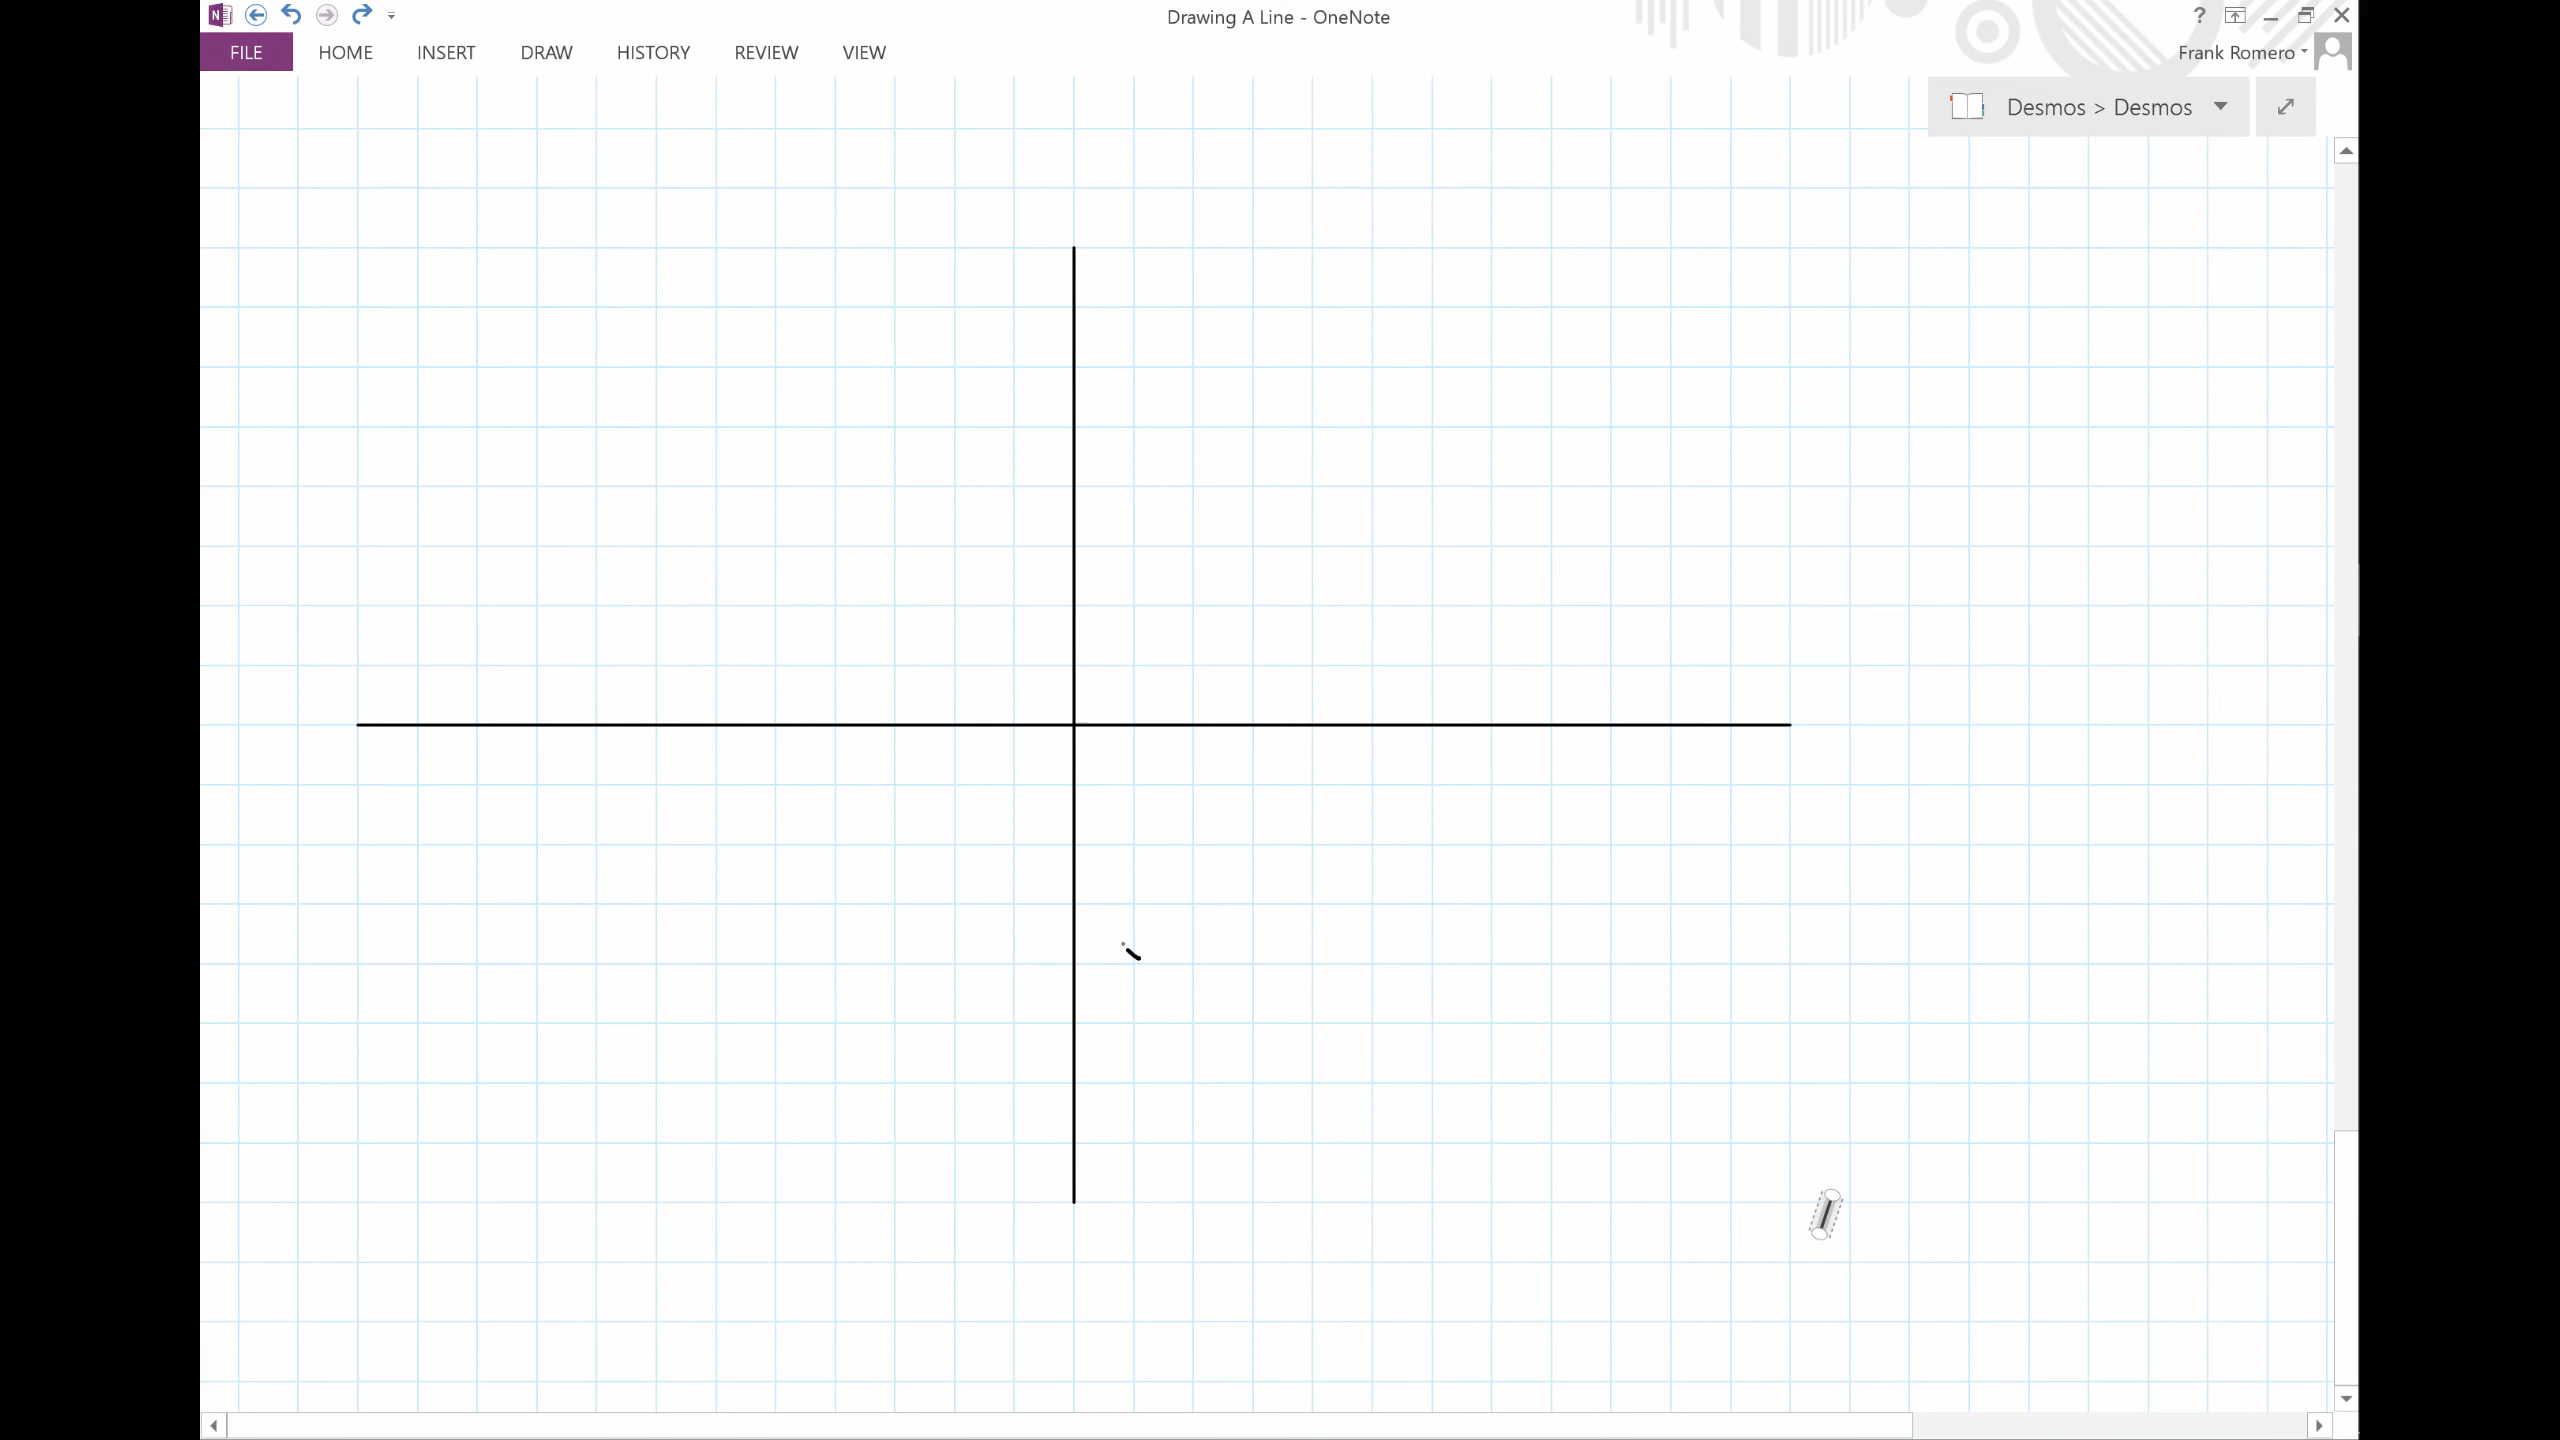 Drawing A Line - OneNote
?
FILE HOME INSERT DRAW HISTORY REVIEW VIEW
Frank Romero
Desmos > Desmos